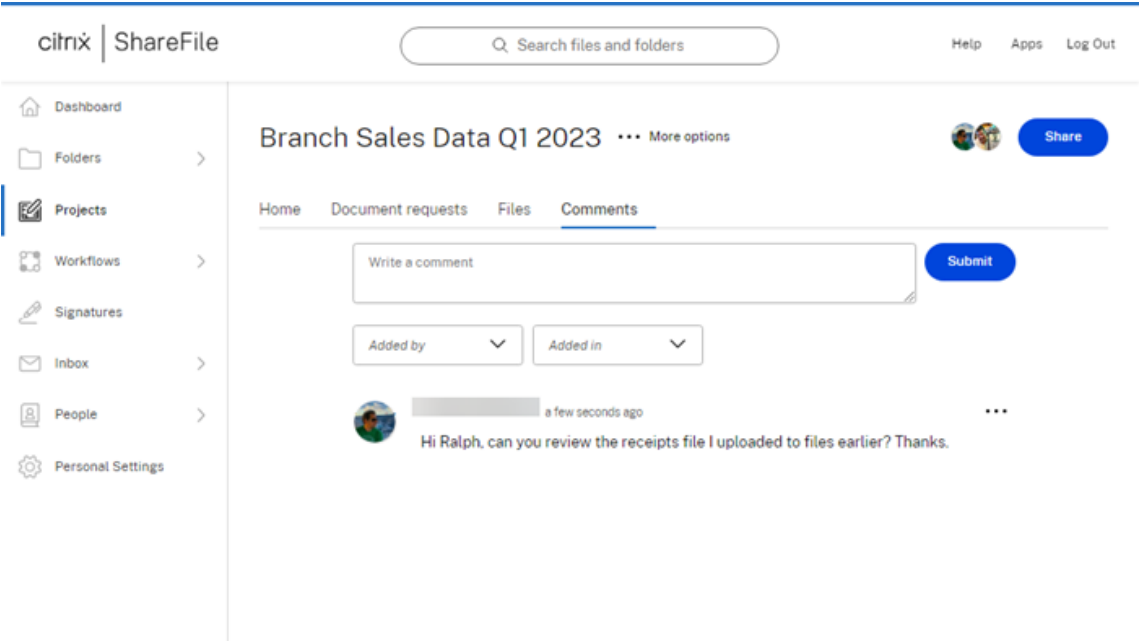 citrix | ShareFile
Search files and folders
Help Apps Log Out
Dashboard
Folders
Projects
Workflows
Signatures
Inbox
People
Personal Settings
Branch Sales Data Q1 2023 ••• More options
Share
Home Document requests Files Comments
Write a comment
Submit
Added by
Added in
a few seconds ago
Hi Ralph, can you review the receipts file I uploaded to files earlier? Thanks.